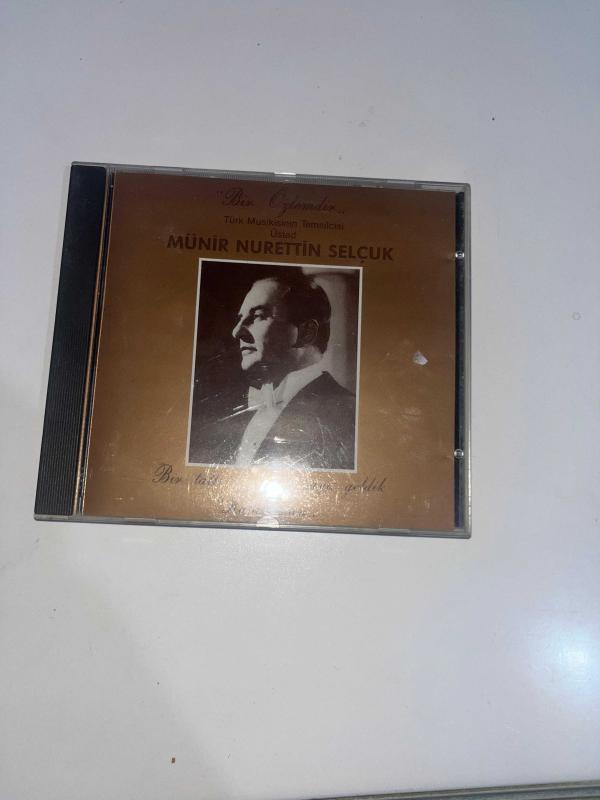 "Bir Özlemdir„
Türk Musikisinin Temsilcisi
Üstad
MÜNİR NURETTİN SELÇUK
Bir geldik